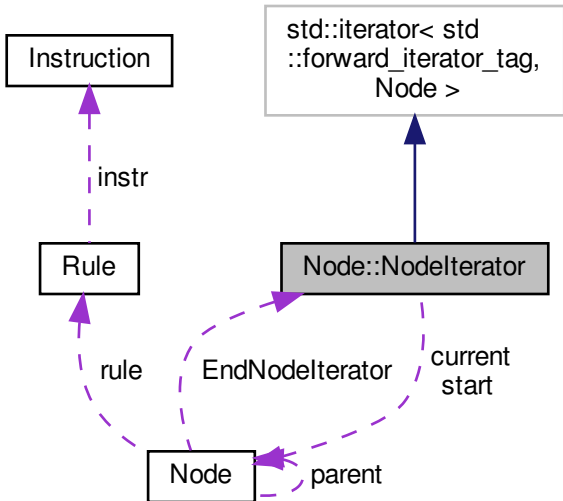 std::iterator< std
::forward_iterator_tag,
Node >
Instruction
instr
Rule
Node::NodeIterator
rule
EndNodeIterator
current
start
Node
parent